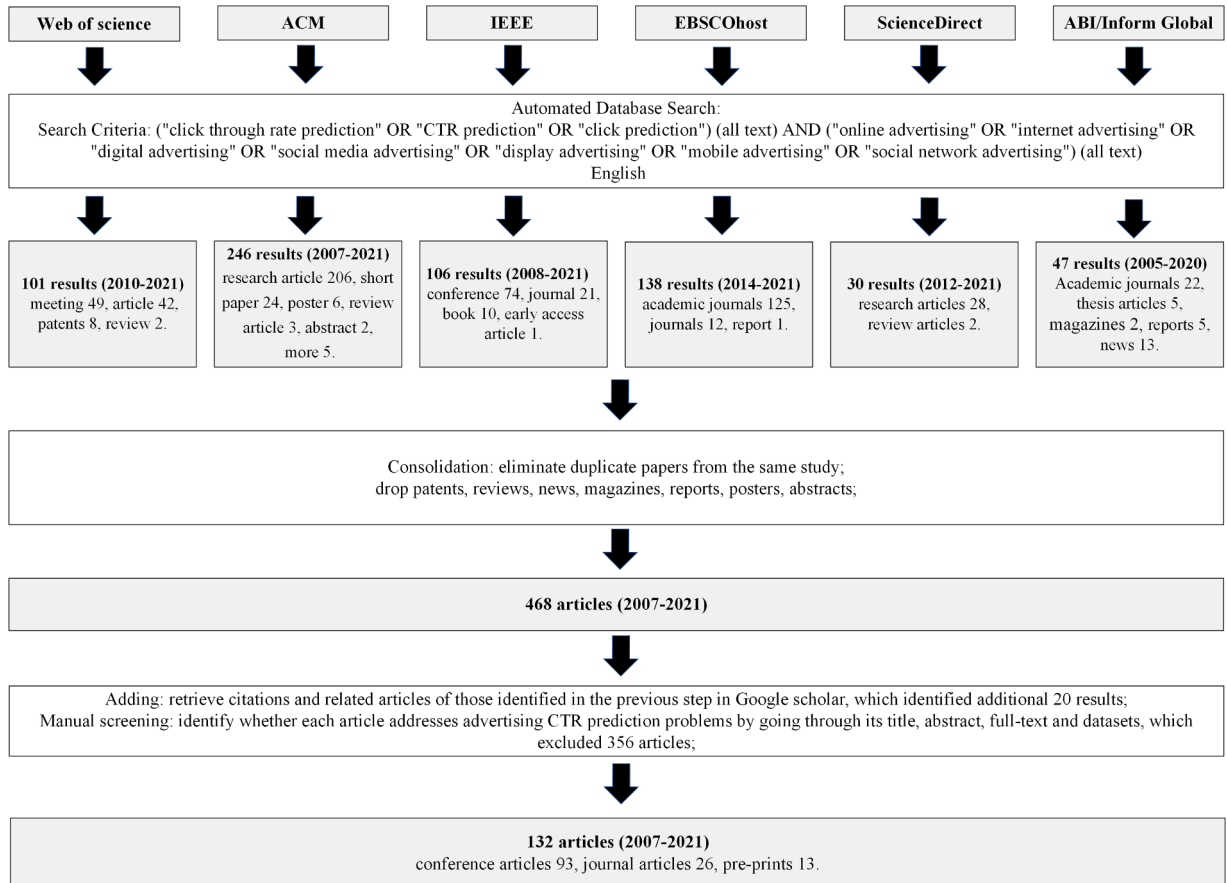 Web of science
ACM
IEEE
EBSCOhost
ScienceDirect
ABI/Inform Global
Automated Database Search:
Search Criteria: ("click through rate prediction" OR "CTR prediction" OR "click prediction") (all text) AND ("online advertising" OR "internet advertising" OR
"digital advertising" OR "social media advertising" OR "display advertising" OR "mobile advertising" OR "social network advertising") (all text)
English
101 results (2010-2021)
meeting 49, article 42,
patents 8, review 2.
246 results (2007-2021)
research article 206, short
paper 24, poster 6, review
article 3, abstract 2,
more 5.
106 results (2008-2021)
conference 74, journal 21,
book 10, early access
article 1.
138 results (2014-2021)
academic journals 125,
journals 12, report 1.
30 results (2012-2021)
research articles 28,
review articles 2.
47 results (2005-2020)
Academic journals 22,
thesis articles 5,
magazines 2, reports 5,
news 13.
Consolidation: eliminate duplicate papers from the same study;
drop patents, reviews, news, magazines, reports, posters, abstracts;
468 articles (2007-2021)
Adding: retrieve citations and related articles of those identified in the previous step in Google scholar, which identified additional 20 results;
Manual screening: identify whether each article addresses advertising CTR prediction problems by going through its title, abstract, full-text and datasets, which
excluded 356 articles;
132 articles (2007-2021)
conference articles 93, journal articles 26, pre-prints 13.